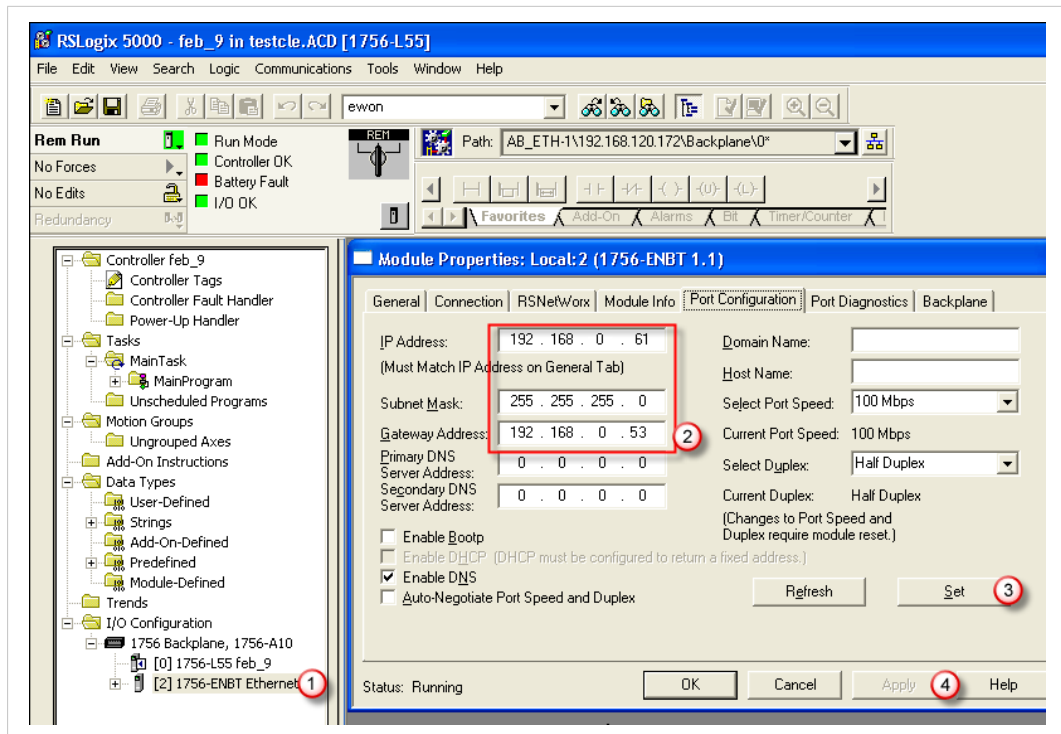 RSLogix 5000 - feb_9 in testcle.ACD [1756-L55]
File Edit View Search Logic Communications Tools Window Help
ewon
Rem Run
No Forces
No Edits
Redundancy
Run Mode
Controller OK
Battery Fault
I/O OK
REM
Path: AB_ETH-1\192.168.120.172\Backplane\0*
Favorites Add-On Alarms Bit Timer/Counter
Controller feb_9
Controller Tags
Controller Fault Handler
Power-Up Handler
Tasks
MainTask
MainProgram
Unscheduled Programs
Motion Groups
Ungrouped Axes
Add-On Instructions
Data Types
User-Defined
Strings
Add-On-Defined
Predefined
Module-Defined
Trends
I/O Configuration
1756 Backplane, 1756-A10
[0] 1756-L55 feb_9
[2] 1756-ENBT Ethernet 1
Module Properties: Local:2 (1756-ENBT 1.1)
General Connection RSNetWorx Module Info Port Configuration Port Diagnostics Backplane
IP Address: 192 . 168 . 0 . 61
(Must Match IP Address on General Tab)
Subnet Mask: 255 . 255 . 255 . 0
Gateway Address: 192 . 168 . 0 . 53
2
Primary DNS
Server Address: 0 . 0 . 0 . 0
Secondary DNS
Server Address: 0 . 0 . 0 . 0
Domain Name:
Host Name:
Select Port Speed: 100 Mbps
Current Port Speed: 100 Mbps
Select Duplex: Half Duplex
Current Duplex: Half Duplex
(Changes to Port Speed and
Duplex require module reset.)
Enable Bootp
Enable DHCP (DHCP must be configured to return a fixed address.)
Enable DNS
Auto-Negotiate Port Speed and Duplex
Refresh Set 3
Status: Running
OK Cancel Apply 4 Help